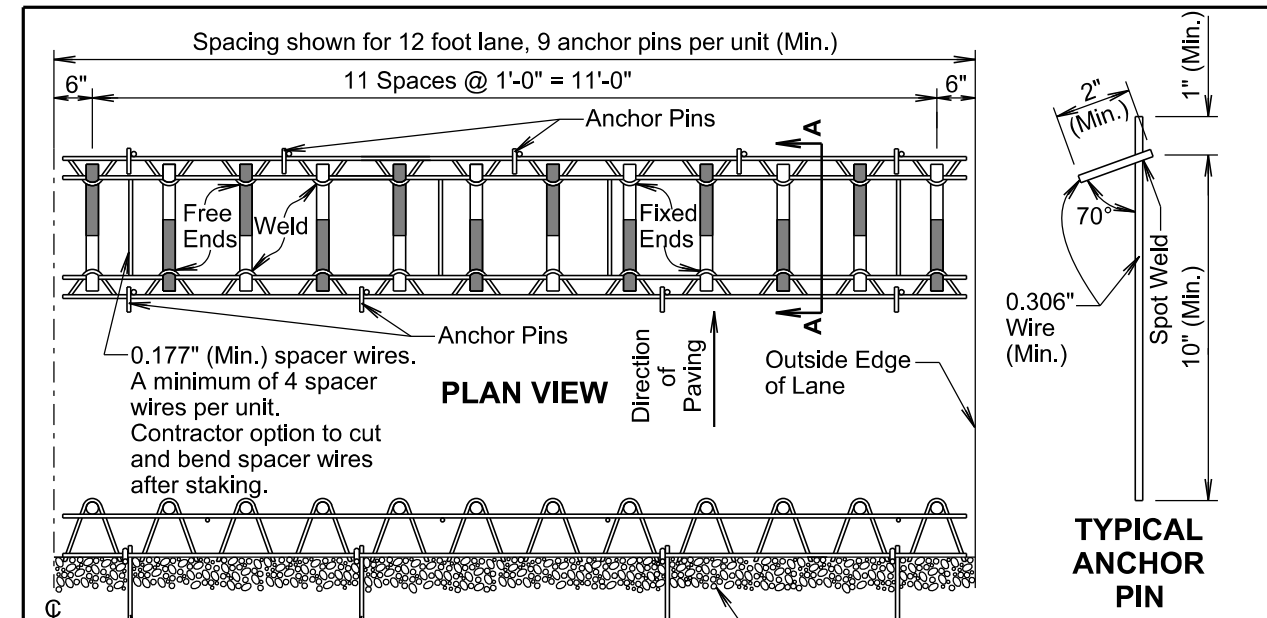 Spacing shown for 12 foot lane, 9 anchor pins per unit (Min.)
6"
11 Spaces @ 1'-0" = 11'-0"
6"
Anchor Pins
A
Free
Ends
Weld
Fixed
Ends
A
Anchor Pins
0.177" (Min.) spacer wires.
A minimum of 4 spacer
wires per unit.
Contractor option to cut
and bend spacer wires
after staking.
PLAN VIEW
Direction
of
Paving
Outside Edge
of Lane
℄
2"
(Min.)
1" (Min.)
70°
0.306"
Wire
(Min.)
Spot Weld
10" (Min.)
TYPICAL
ANCHOR
PIN